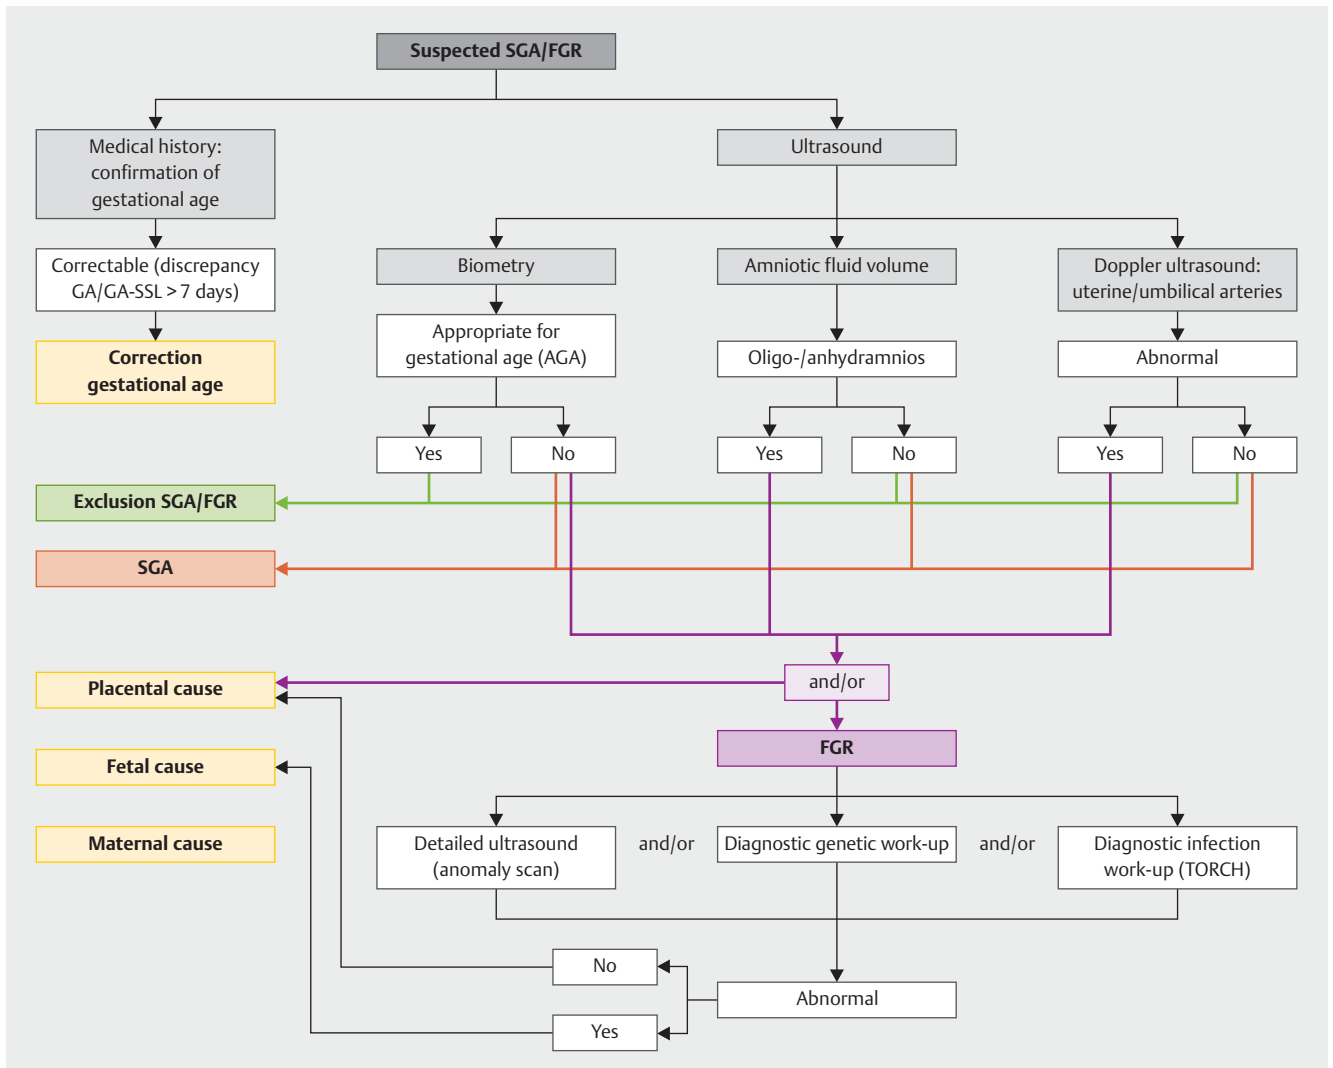 Suspected SGA/FGR
Medical history:
confirmation of
gestational age
Ultrasound
Correctable (discrepancy
GA/GA-SSL > 7 days)
Biometry
Amniotic fluid volume
Doppler ultrasound:
uterine/umbilical arteries
Correction
gestational age
Appropriate for
gestational age (AGA)
Oligo-/anhydramnios
Abnormal
Yes
No
Yes
No
Yes
No
Exclusion SGA/FGR
SGA
Placental cause
and/or
FGR
Fetal cause
Maternal cause
Detailed ultrasound
(anomaly scan)
and/or
Diagnostic genetic work-up
and/or
Diagnostic infection
work-up (TORCH)
No
Abnormal
Yes